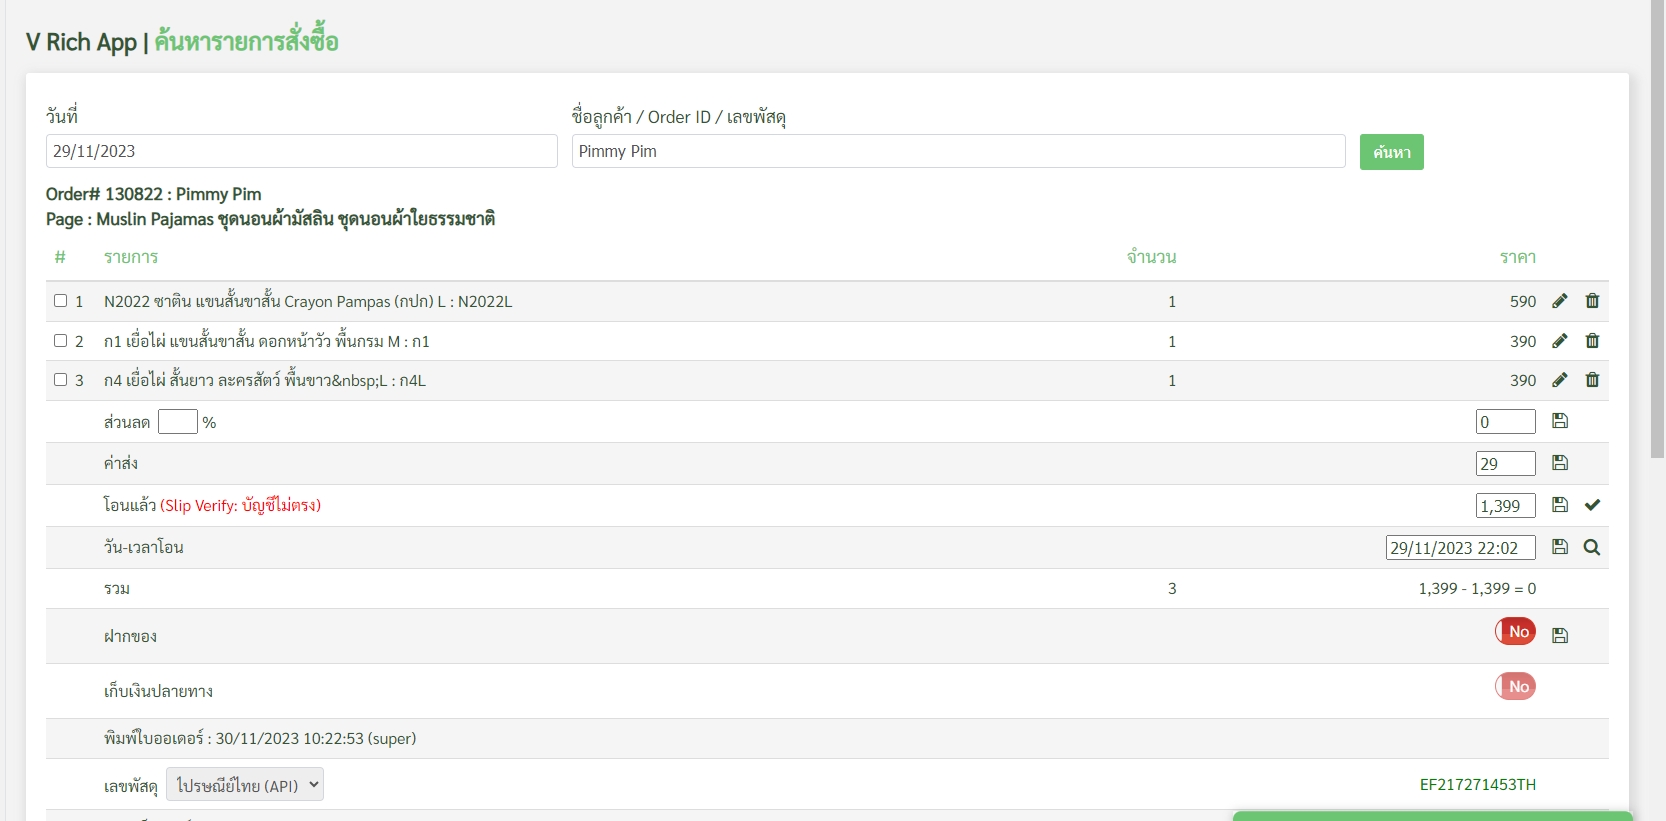 V Rich App | ค้นหารายการสั่งซื้อ
วันที่ ชื่อลูกค้า / Order ID / เลขพัสดุ
29/11/2023 Pimmy Pim ค้นหา
Order# 130822 : Pimmy Pim
Page : Muslin Pajamas ชุดนอนผ้ามัสลิน ชุดนอนผ้าใยธรรมชาติ
# รายการ จำนวน ราคา
1 N2022 ซาติน แขนสั้นขาสั้น Crayon Pampas (กปก) L : N2022L 1 590
2 ก1 เยื่อไผ่ แขนสั้นขาสั้น ดอกหน้าวัว พื้นกรม M : ก1 1 390
3 ก4 เยื่อไผ่ สั้นยาว ละครสัตว์ พื้นขาว&nbsp;L : ก4L 1 390
ส่วนลด % 0
ค่าส่ง 29
โอนแล้ว (Slip Verify: บัญชีไม่ตรง) 1,399
วัน-เวลาโอน 29/11/2023 22:02
รวม 3 1,399 - 1,399 = 0
ฝากของ No
เก็บเงินปลายทาง No
พิมพ์ใบออเดอร์ : 30/11/2023 10:22:53 (super)
เลขพัสดุ ไปรษณีย์ไทย (API) EF217271453TH